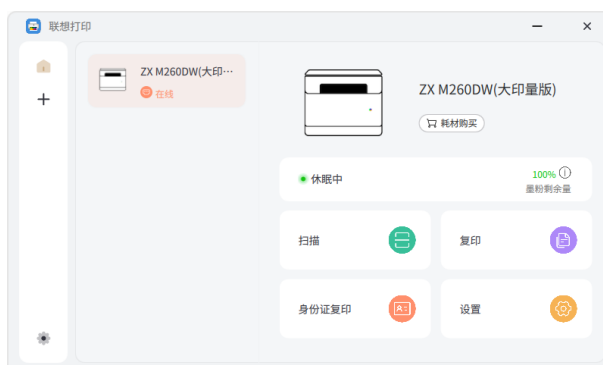 联想打印
ZX M260DW(大印…
在线
ZX M260DW(大印量版)
耗材购买
休眠中
100%
墨粉剩余量
扫描
复印
身份证复印
设置